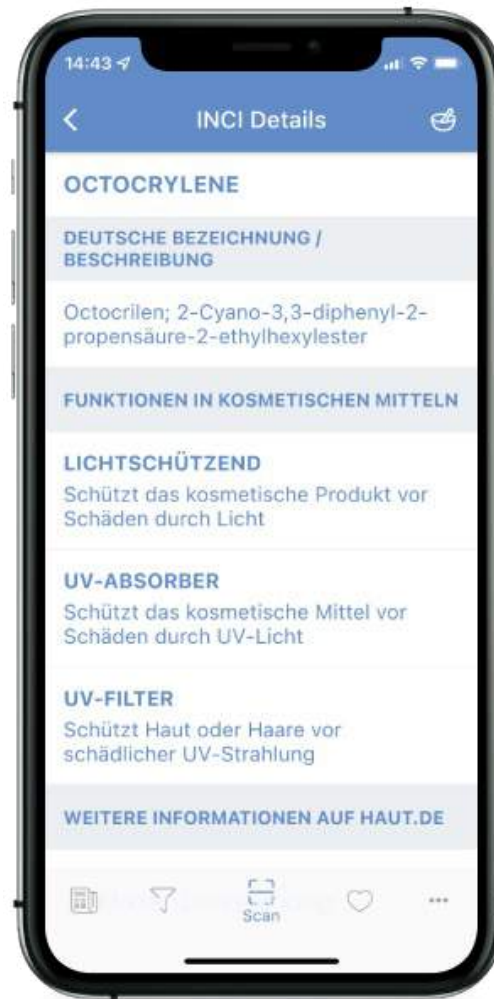 14:43
INCI Details
OCTOCRYLENE
DEUTSCHE BEZEICHNUNG /
BESCHREIBUNG
Octocrilen; 2-Cyano-3,3-diphenyl-2-
propensäure-2-ethylhexylester
FUNKTIONEN IN KOSMETISCHEN MITTELN
LICHTSCHÜTZEND
Schützt das kosmetische Produkt vor
Schäden durch Licht
UV-ABSORBER
Schützt das kosmetische Mittel vor
Schäden durch UV-Licht
UV-FILTER
Schützt Haut oder Haare vor
schädlicher UV-Strahlung
WEITERE INFORMATIONEN AUF HAUT.DE
Scan